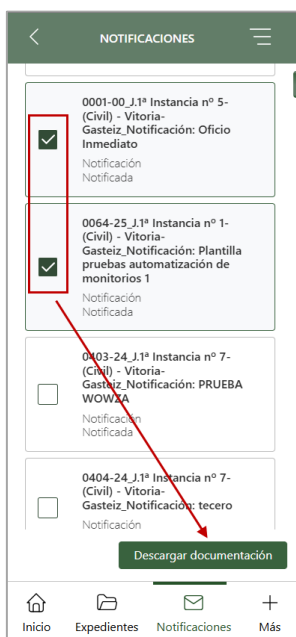 NOTIFICACIONES
0001-00_J.1ª Instancia nº 5-
(Civil) - Vitoria-
Gasteiz_Notificación: Oficio
Inmediato
Notificación
Notificada
0064-25_J.1ª Instancia nº 1-
(Civil) - Vitoria-
Gasteiz_Notificación: Plantilla
pruebas automatización de
monitorios 1
Notificación
Notificada
0403-24_J.1ª Instancia nº 7-
(Civil) - Vitoria-
Gasteiz_Notificación: PRUEBA
WOWZA
Notificación
Notificada
0404-24_J.1ª Instancia nº 7-
(Civil) - Vitoria-
Gasteiz_Notificación: tecero
Notificación
Descargar documentación
Inicio Expedientes Notificaciones Más